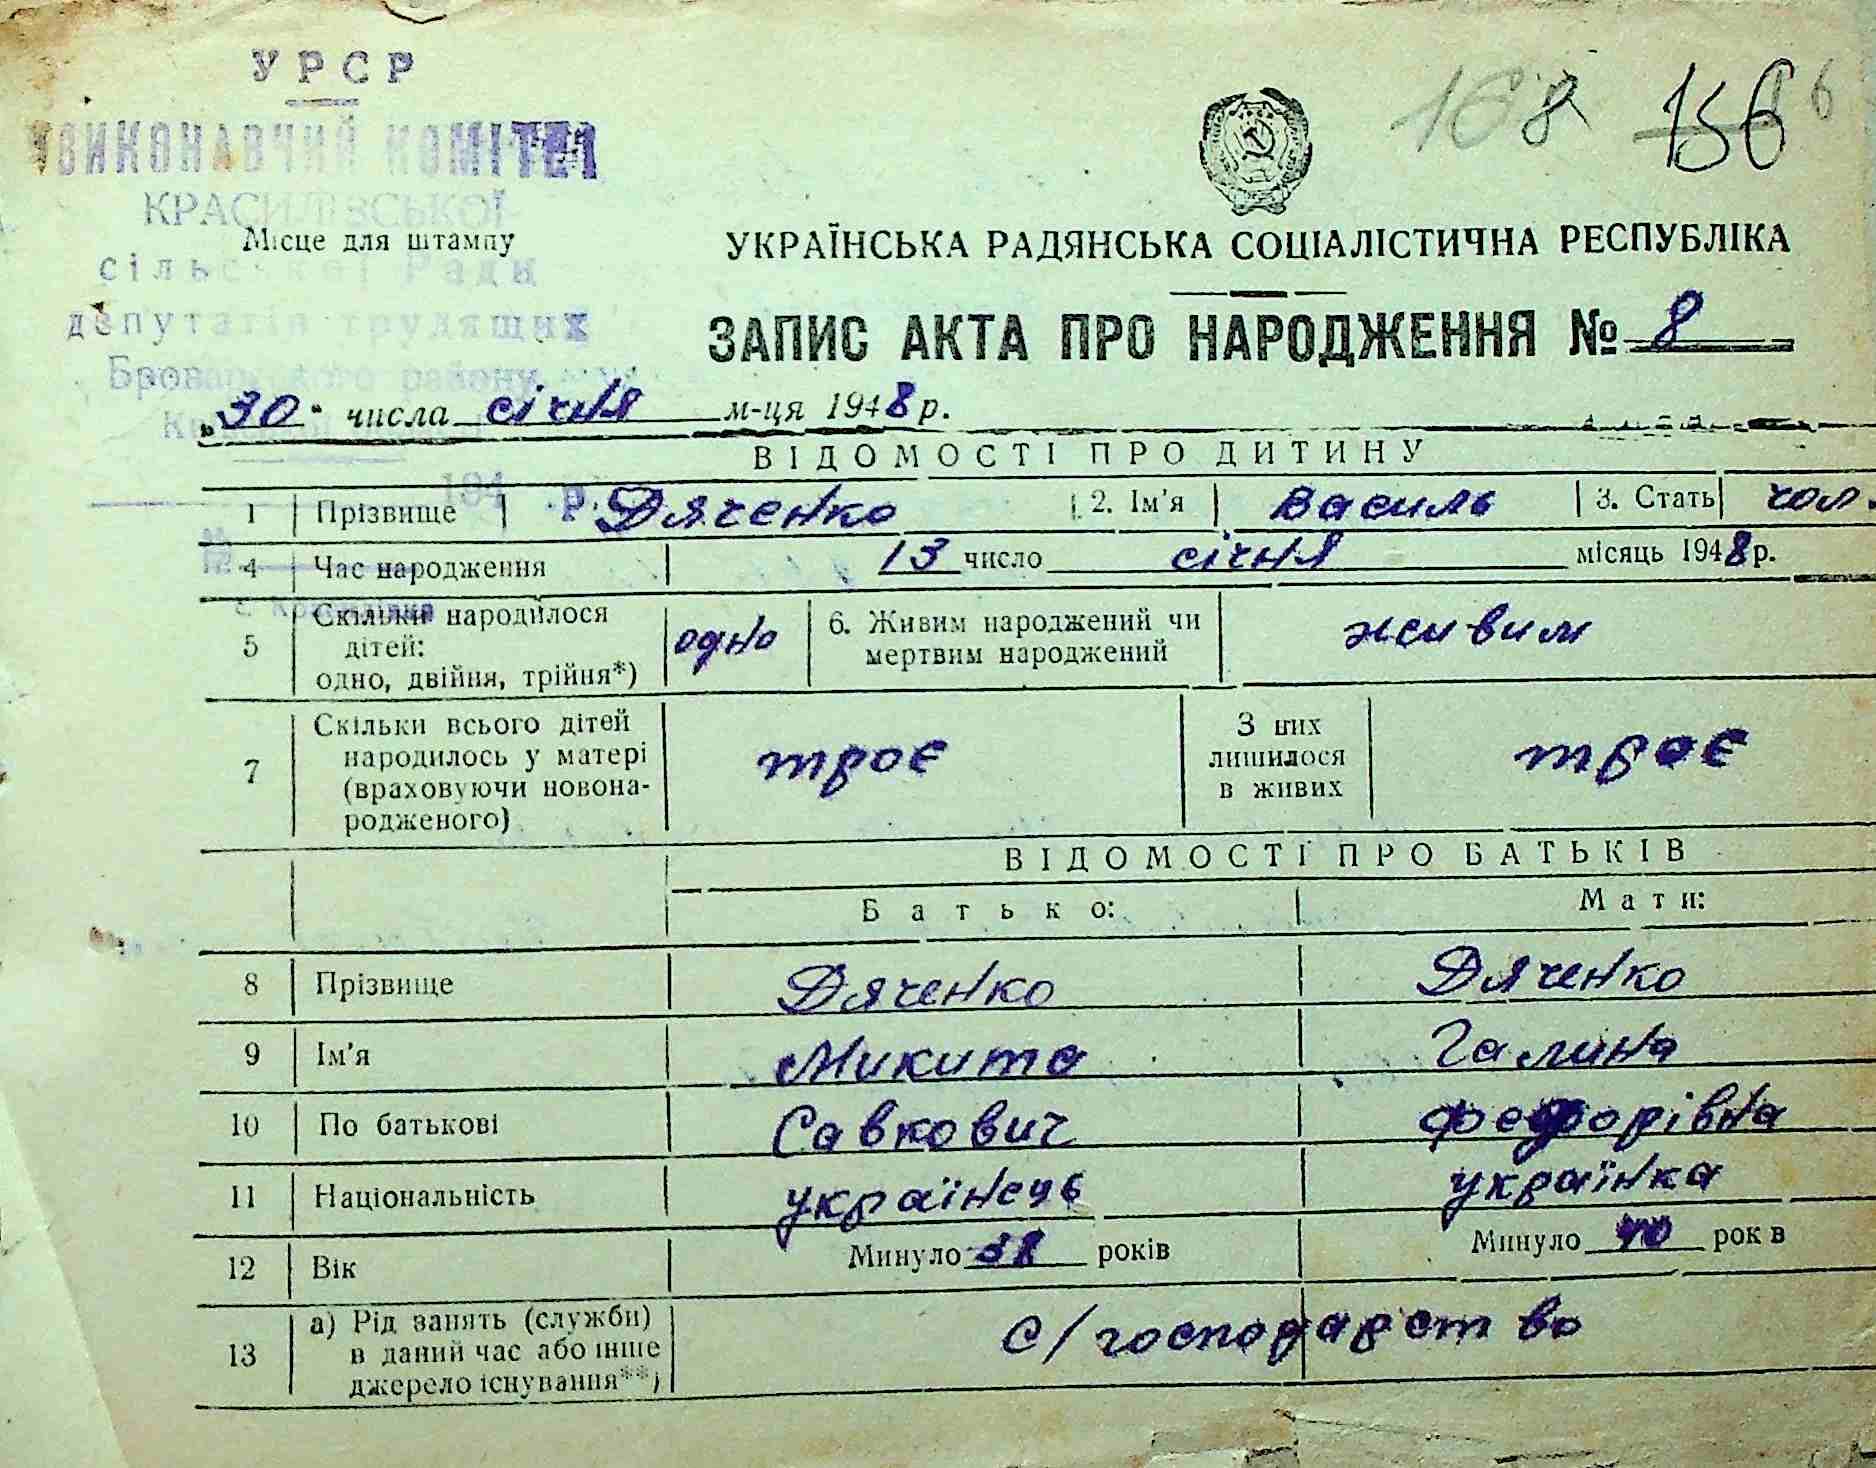 УРСР
ВИКОНАВЧИЙ КОМІТЕТ
КРАСИЛІВСЬКОЇ
Місце для штампу
сільської Ради
депутатів трудящих
Броварського району
168 156
УКРАЇНСЬКА РАДЯНСЬКА СОЦІАЛІСТИЧНА РЕСПУБЛІКА
ЗАПИС АКТА ПРО НАРОДЖЕННЯ № 8
„30" числа січня м-ця 1948 р.
194 р.
ВІДОМОСТІ ПРО ДИТИНУ
1 Прізвище Дяченко 2. Ім'я Василь 3. Стать чол.
№
4 Час народження 13 число січня місяць 1948 р.
5 Скільки народилося дітей: одно, двійня, трійня*) одно 6. Живим народжений чи мертвим народжений живим
7 Скільки всього дітей народилось у матері (враховуючи новонародженого) троє З них лишилося в живих троє
ВІДОМОСТІ ПРО БАТЬКІВ
Батько: Мати:
8 Прізвище Дяченко Дяченко
9 Ім'я Микита Галина
10 По батькові Савкович Федорівна
11 Національність українець українка
12 Вік Минуло 38 років Минуло 40 рок в
13 а) Рід занять (служби) в даний час або інше джерело існування**) с/господарство